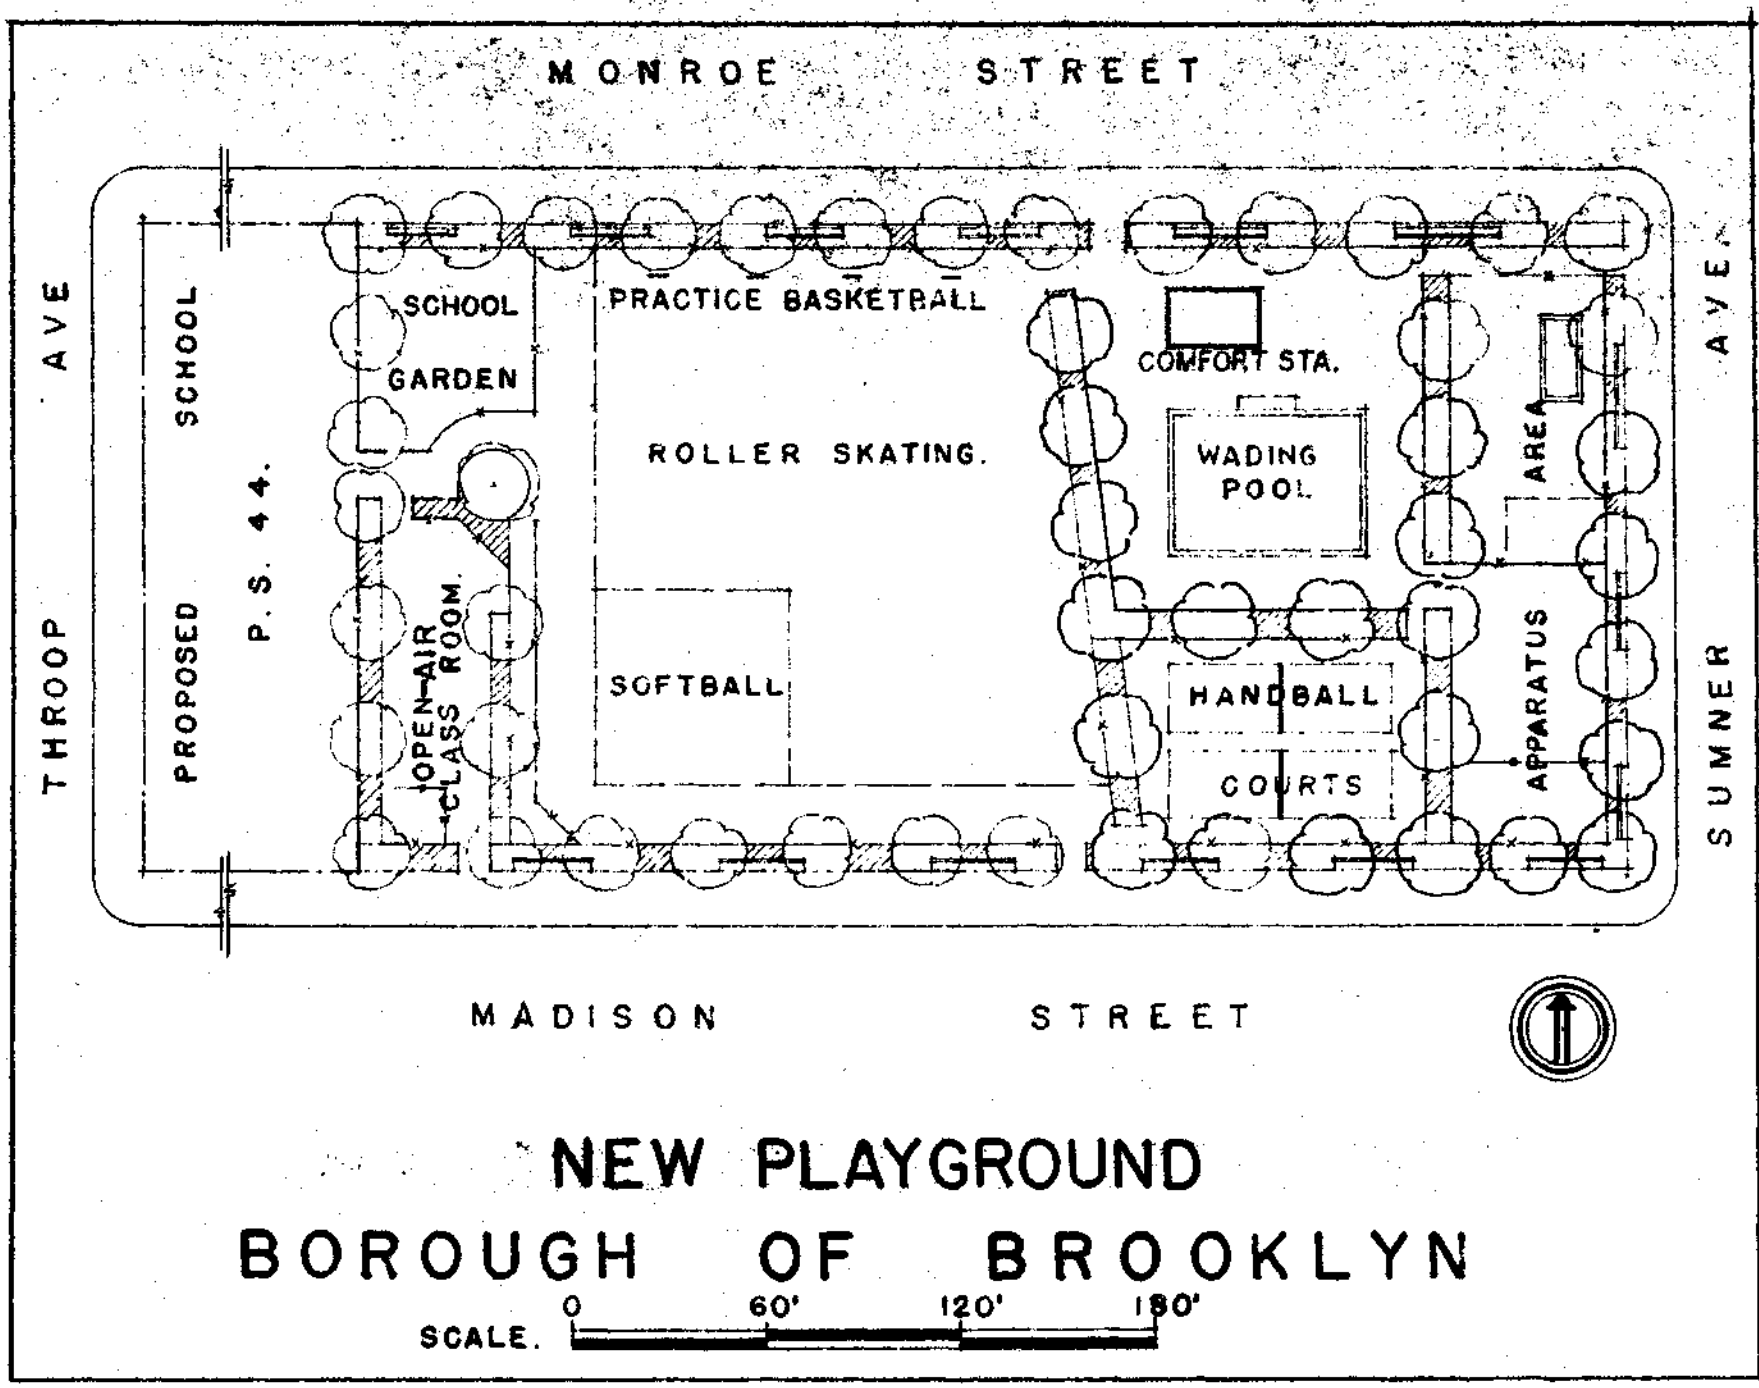 MONROE STREET
THROOP AVE
PROPOSED SCHOOL
P.S. 44.
SCHOOL
GARDEN
PRACTICE BASKETBALL
ROLLER SKATING.
SOFTBALL
OPEN-AIR
CLASS ROOM.
COMFORT STA.
WADING
POOL
HANDBALL
COURTS
APPARATUS AREA
SUMNER AVE.
MADISON STREET
NEW PLAYGROUND
BOROUGH OF BROOKLYN
0 60' 120' 180'
SCALE.